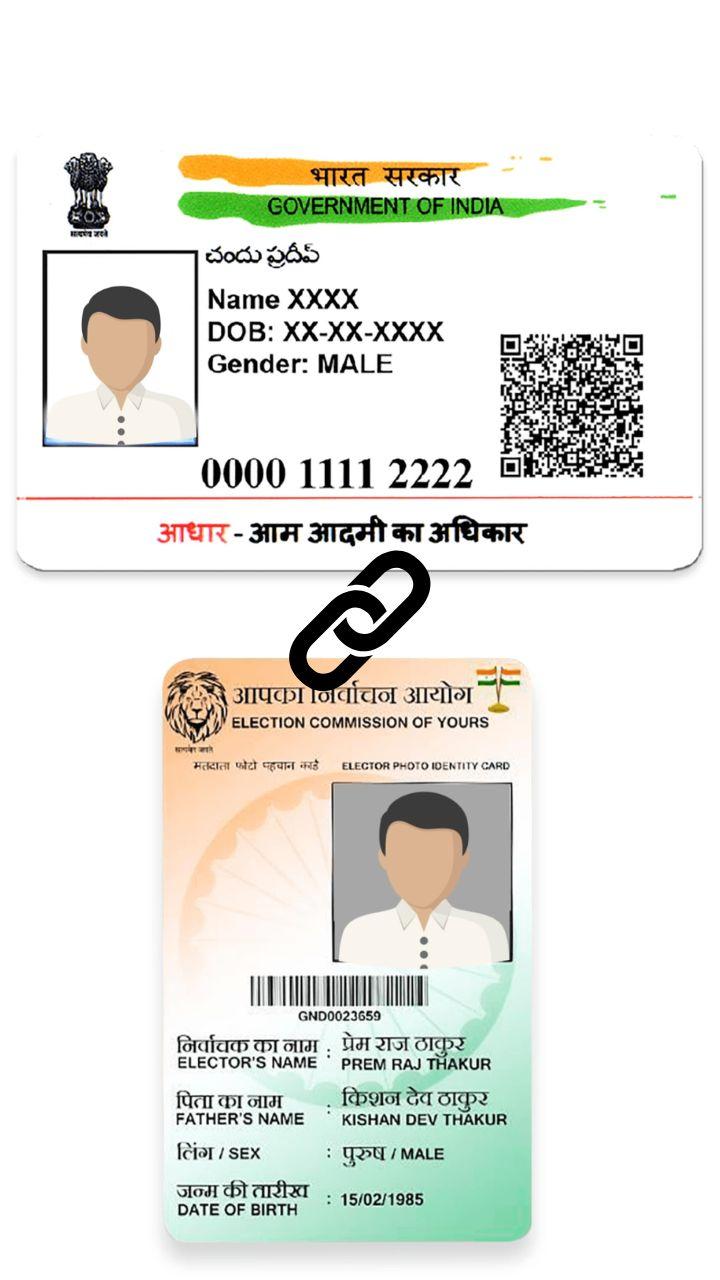 भारत सरकार
GOVERNMENT OF INDIA
सत्यमेव जयते
చందు ప్రదీప్
Name XXXX
DOB: XX-XX-XXXX
Gender: MALE
0000 1111 2222
आधार - आम आदमी का अधिकार
आपका निर्वाचन आयोग
ELECTION COMMISSION OF YOURS
मतदाता फोटो पहचान कार्ड ELECTOR PHOTO IDENTITY CARD
GND0023659
निर्वाचक का नाम : प्रेम राज ठाकुर
ELECTOR'S NAME PREM RAJ THAKUR
पिता का नाम : किशन देव ठाकुर
FATHER'S NAME KISHAN DEV THAKUR
लिंग / SEX : पुरुष / MALE
जन्म की तारीख : 15/02/1985
DATE OF BIRTH